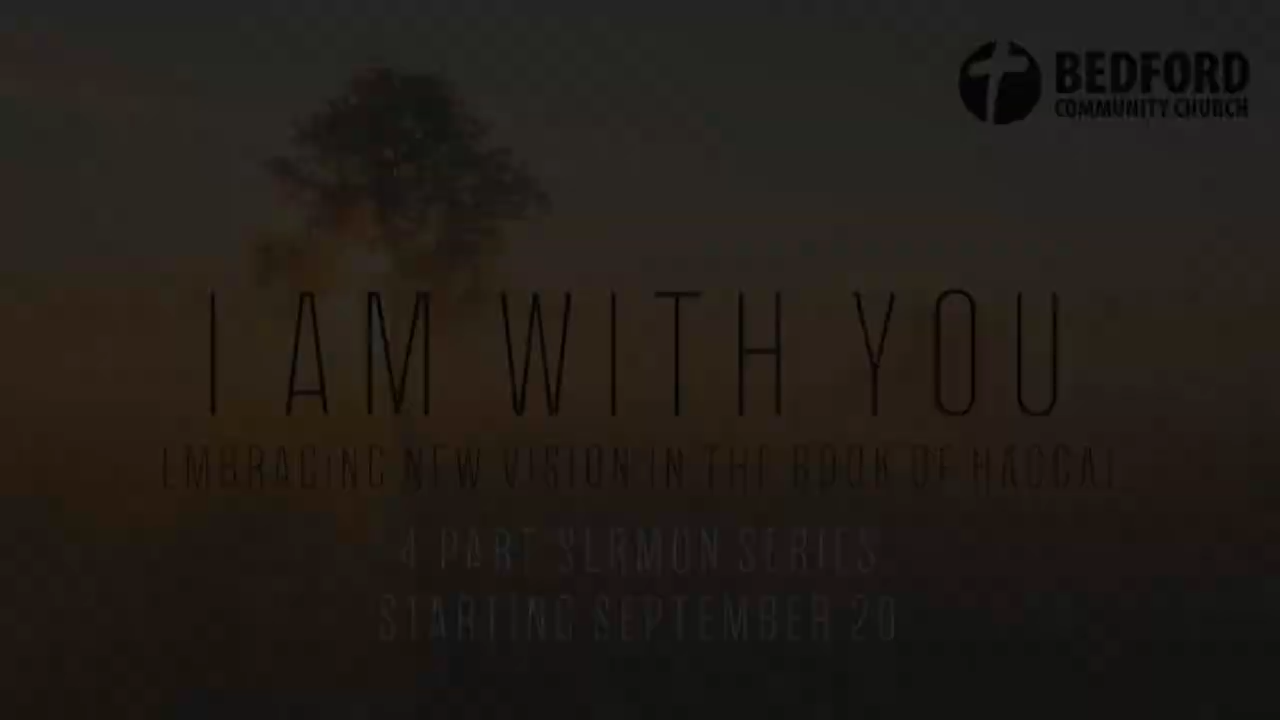 BEDFORD
COMMUNITY CHURCH
I AM WITH YOU
EMBRACING NEW VISION IN THE BOOK OF HAGGAI
4 PART SERMON SERIES
STARTING SEPTEMBER 20